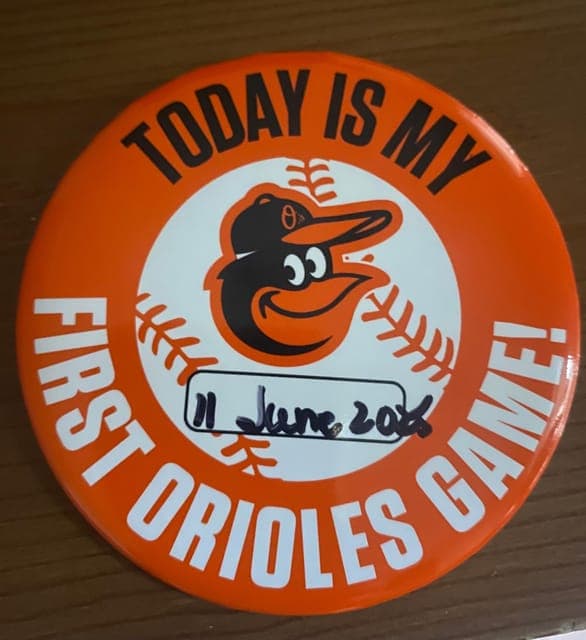 TODAY IS MY
11 June
FIRST ORIOLES GAME!